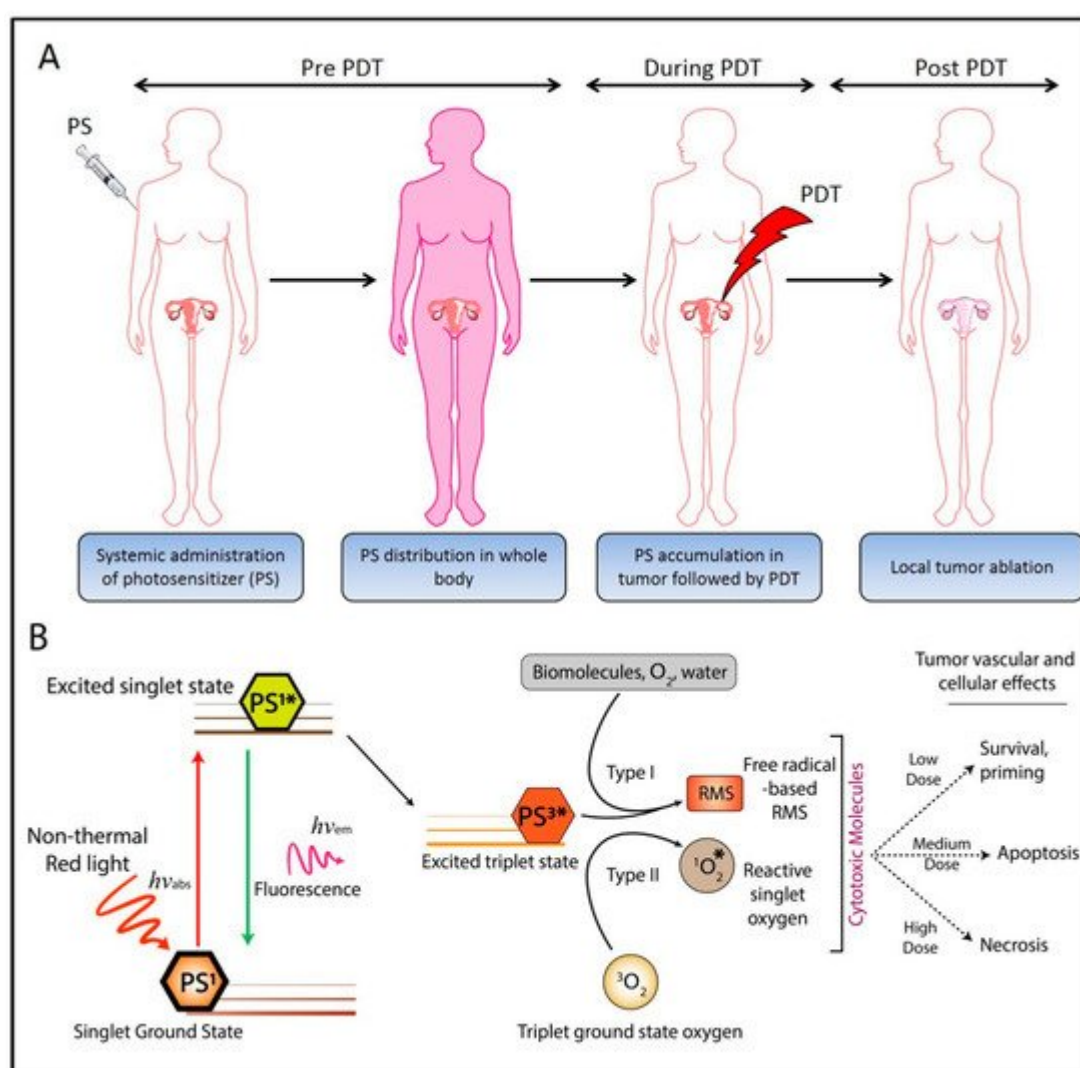 A
Pre PDT
During PDT
Post PDT
PS
PDT
Systemic administration
of photosensitizer (PS)
PS distribution in whole
body
PS accumulation in
tumor followed by PDT
Local tumor ablation
B
Excited singlet state
PS¹*
Non-thermal
Red light
hνabs
hνem
Fluorescence
PS¹
Singlet Ground State
PS³*
Excited triplet state
Biomolecules, O₂, water
Type I
RMS
Free radical
-based
RMS
Type II
¹O₂*
Reactive
singlet
oxygen
³O₂
Triplet ground state oxygen
Cytotoxic Molecules
Tumor vascular and
cellular effects
Low
Dose
Survival,
priming
Medium
Dose
Apoptosis
High
Dose
Necrosis